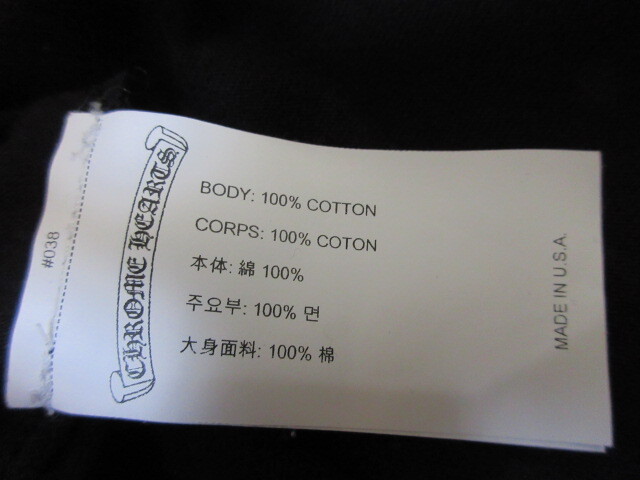 #038
CHROME HEARTS
BODY: 100% COTTON
CORPS: 100% COTON
本体: 綿 100%
주요부: 100% 면
大身面料: 100% 棉
MADE IN U.S.A.